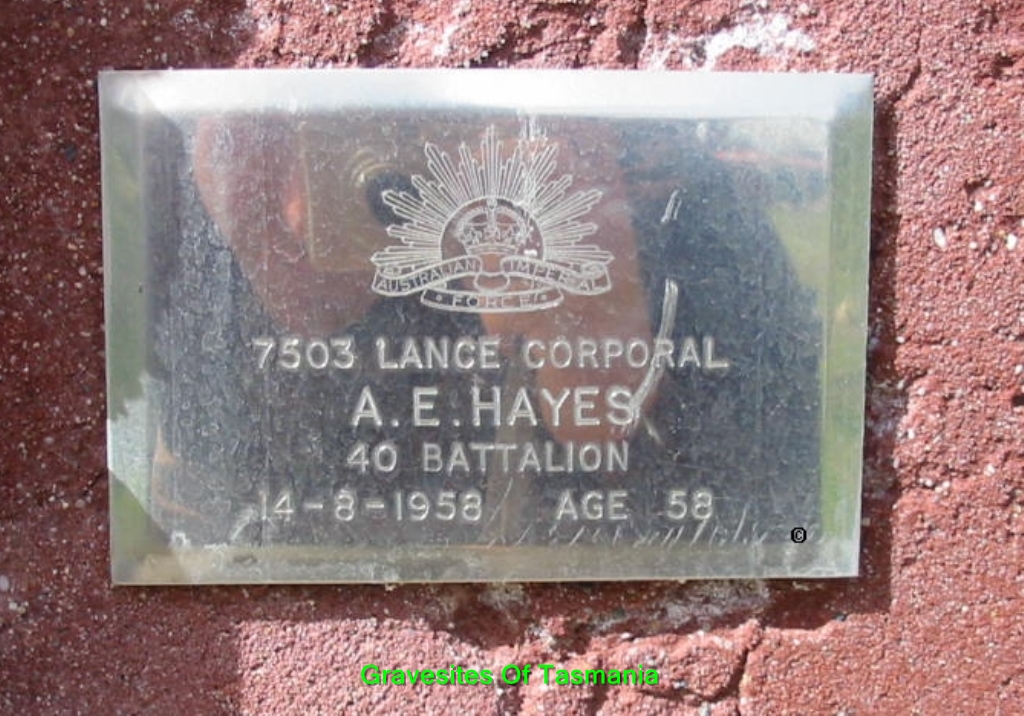 AUSTRALIAN IMPERIAL
FORCE
7503 LANCE CORPORAL
A.E.HAYES
40 BATTALION
14-8-1958 AGE 58
©
Gravesites Of Tasmania